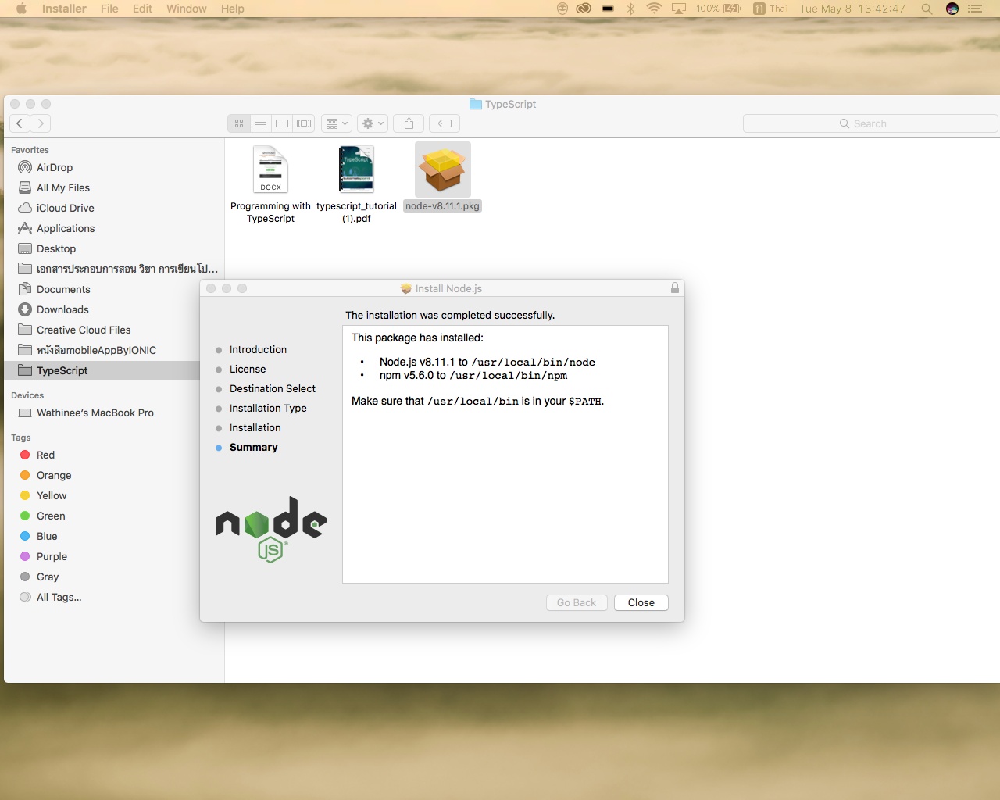 Installer File Edit Window Help 100% ก Thai Tue May 8 13:42:47
TypeScript
Search
Favorites
AirDrop
All My Files
iCloud Drive
Applications
Desktop
เอกสารประกอบการสอน วิชา การเขียนโป...
Documents
Downloads
Creative Cloud Files
หนังสือmobileAppByIONIC
TypeScript
Devices
Wathinee's MacBook Pro
Tags
Red
Orange
Yellow
Green
Blue
Purple
Gray
All Tags...
DOCX
TypeScript
Programming with
TypeScript
typescript_tutorial
(1).pdf
node-v8.11.1.pkg
Install Node.js
The installation was completed successfully.
Introduction
License
Destination Select
Installation Type
Installation
Summary
node
JS
This package has installed:
• Node.js v8.11.1 to /usr/local/bin/node
• npm v5.6.0 to /usr/local/bin/npm
Make sure that /usr/local/bin is in your $PATH.
Go Back Close